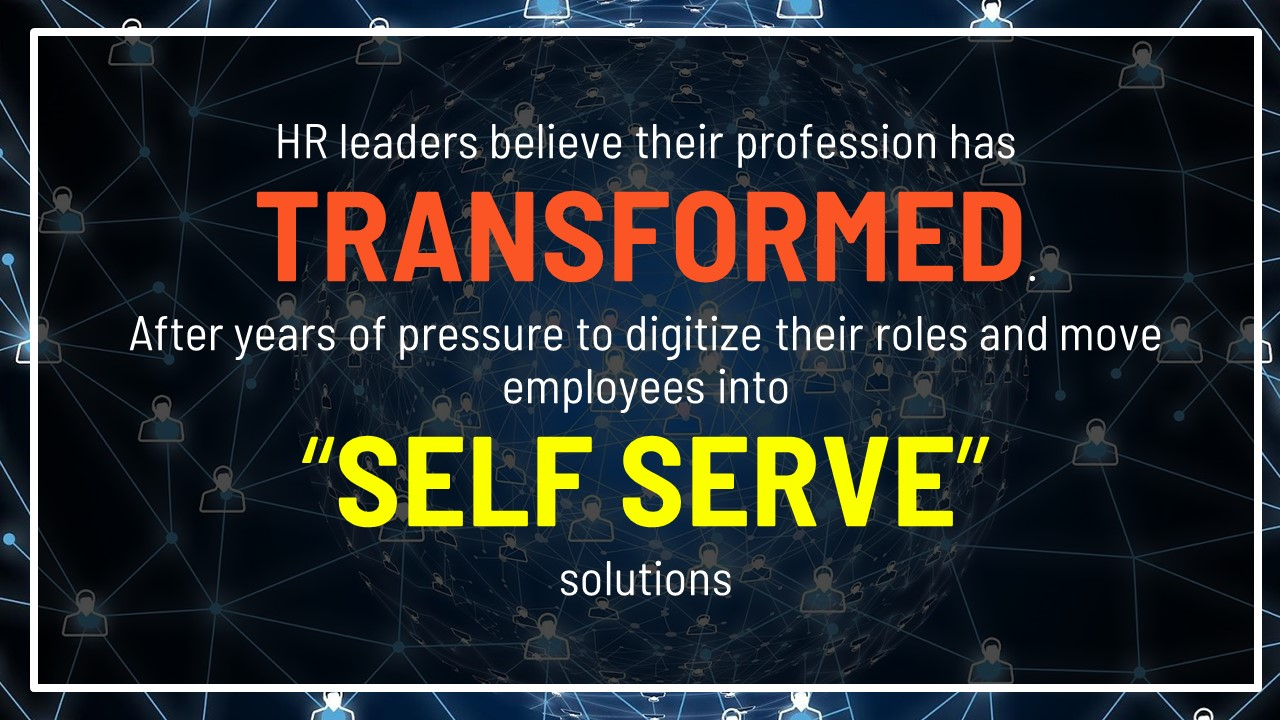 HR leaders believe their profession has
TRANSFORMED.
After years of pressure to digitize their roles and move
employees into
“SELF SERVE”
solutions